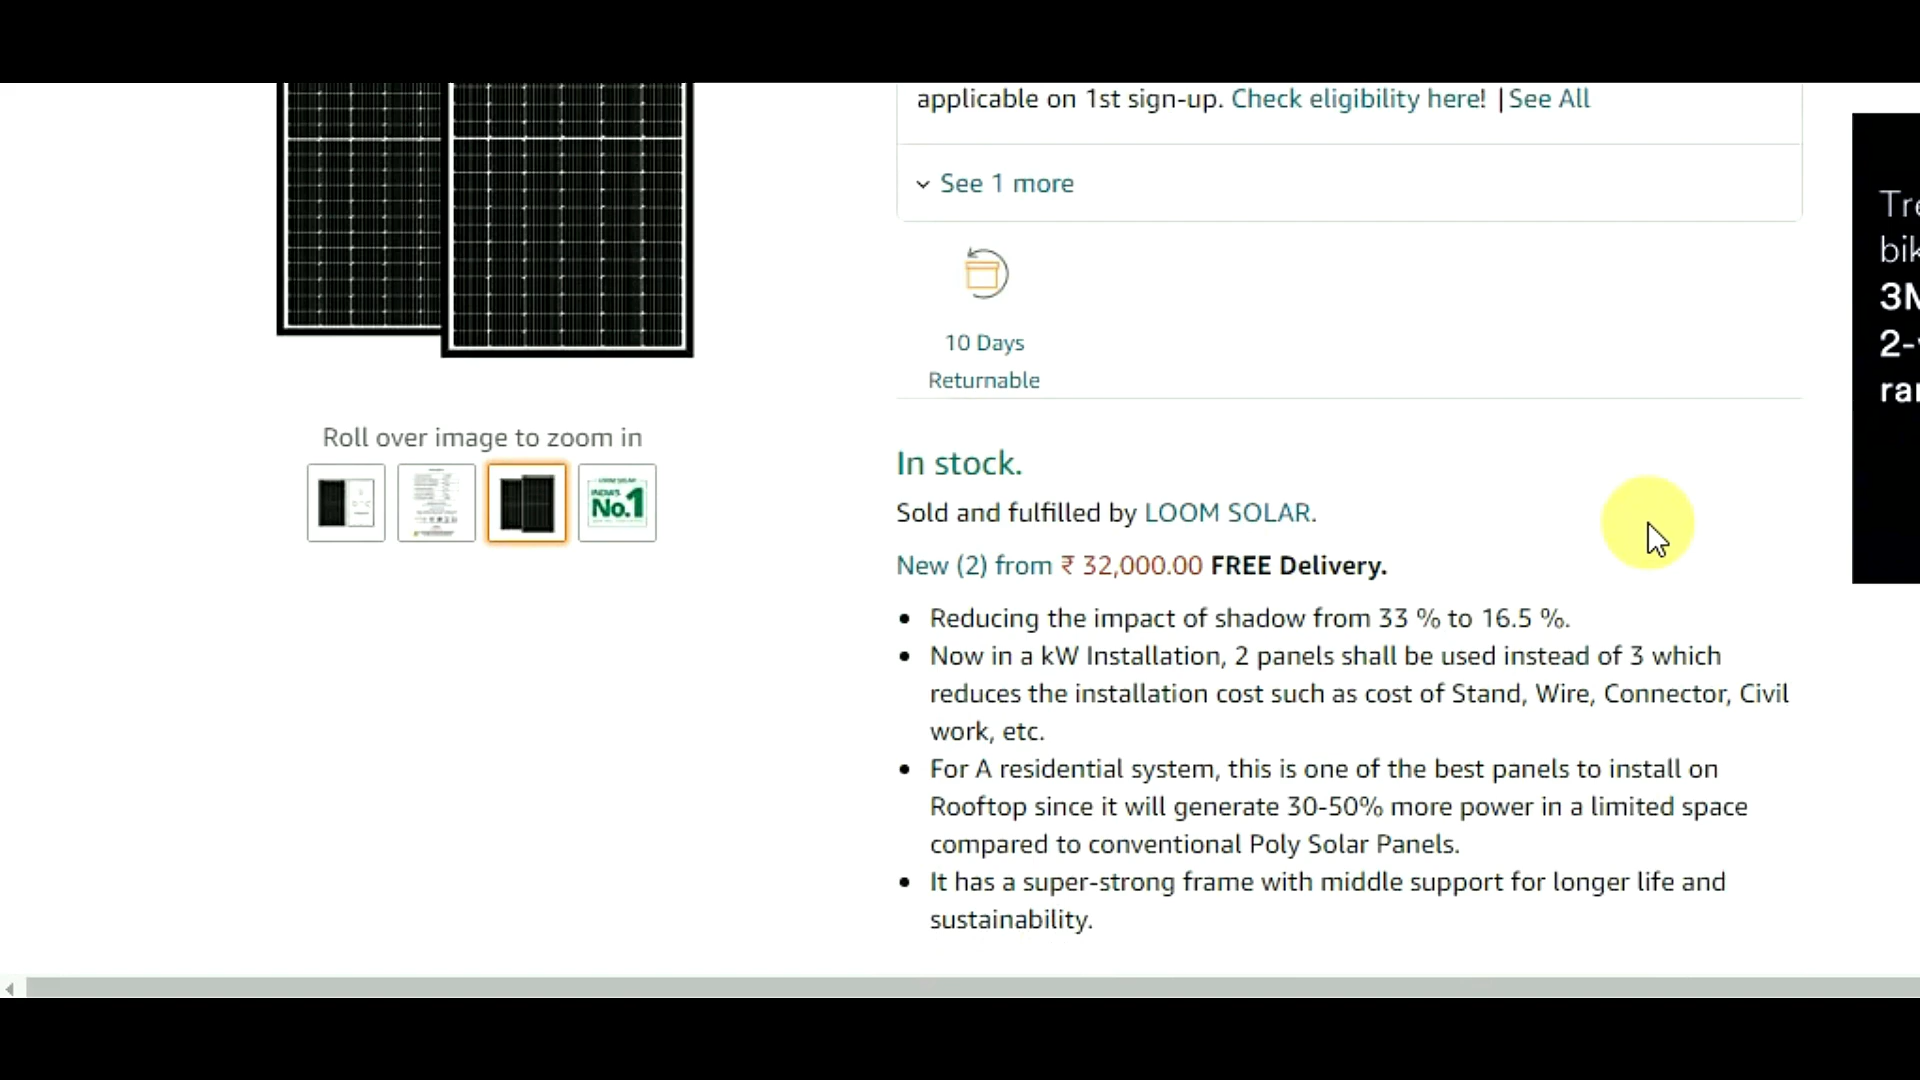 applicable on 1st sign-up. Check eligibility here! | See All
See 1 more
10 Days
Returnable
Roll over image to zoom in
LOOM SOLAR
INDIA'S
No.1
In stock.
Sold and fulfilled by LOOM SOLAR.
New (2) from ₹ 32,000.00 FREE Delivery.
Reducing the impact of shadow from 33 % to 16.5 %.
Now in a kW Installation, 2 panels shall be used instead of 3 which
reduces the installation cost such as cost of Stand, Wire, Connector, Civil
work, etc.
For A residential system, this is one of the best panels to install on
Rooftop since it will generate 30-50% more power in a limited space
compared to conventional Poly Solar Panels.
It has a super-strong frame with middle support for longer life and
sustainability.